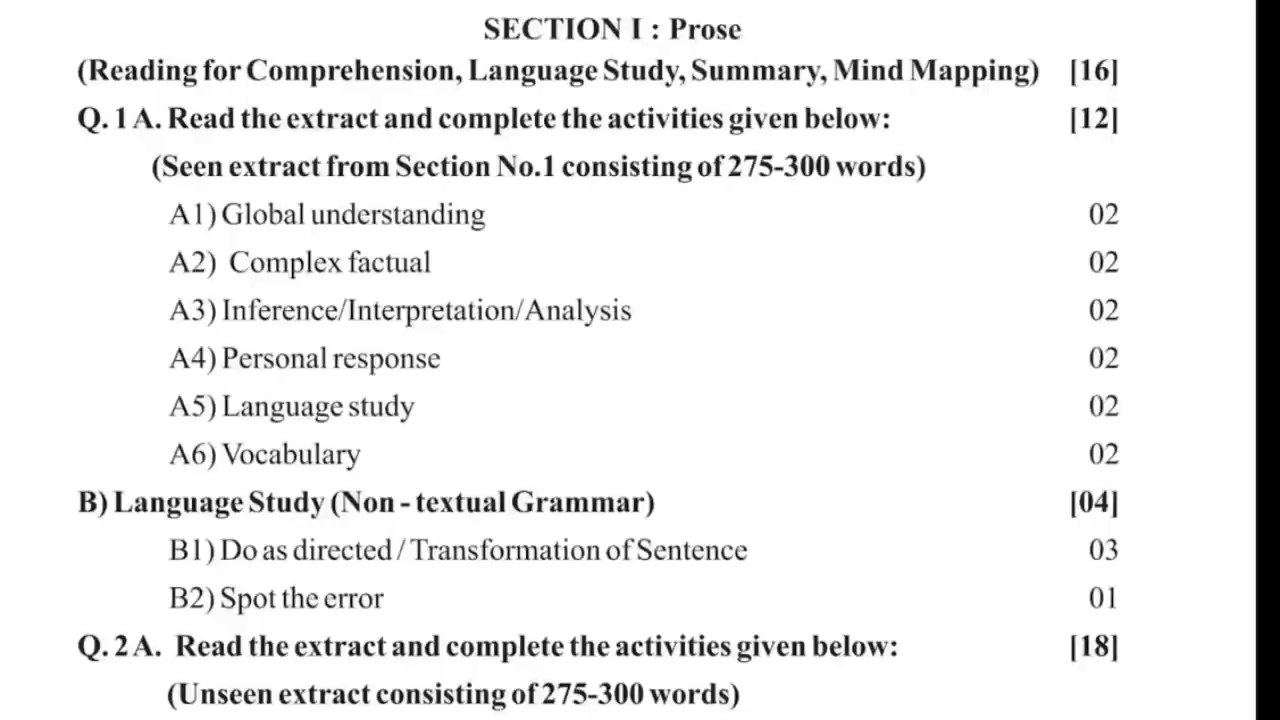 SECTION I : Prose
(Reading for Comprehension, Language Study, Summary, Mind Mapping) [16]
Q. 1 A. Read the extract and complete the activities given below: [12]
(Seen extract from Section No.1 consisting of 275-300 words)
A1) Global understanding 02
A2) Complex factual 02
A3) Inference/Interpretation/Analysis 02
A4) Personal response 02
A5) Language study 02
A6) Vocabulary 02
B) Language Study (Non - textual Grammar) [04]
B1) Do as directed / Transformation of Sentence 03
B2) Spot the error 01
Q. 2 A. Read the extract and complete the activities given below: [18]
(Unseen extract consisting of 275-300 words)